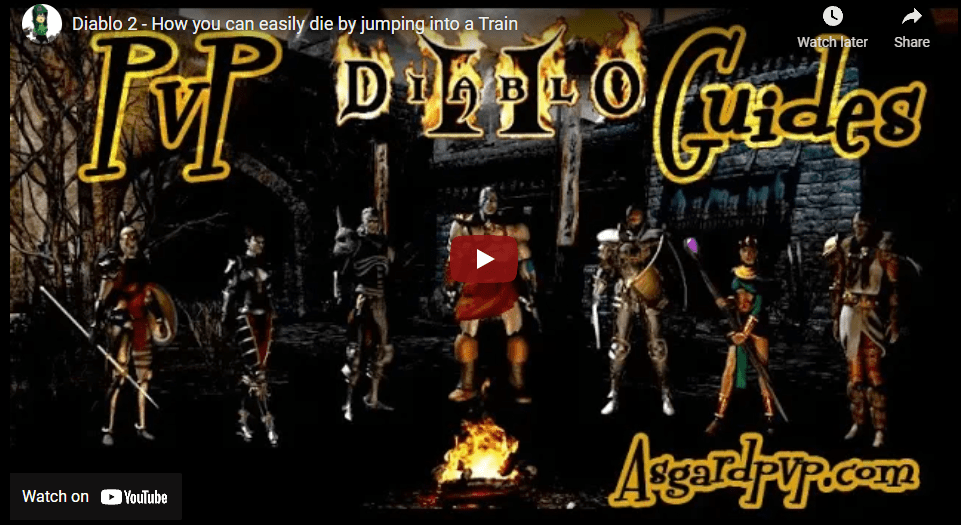 Diablo 2 - How you can easily die by jumping into a Train
Watch later
Share
PvP
DIABLO
II
Guides
Asgardpvp.com
Watch on YouTube